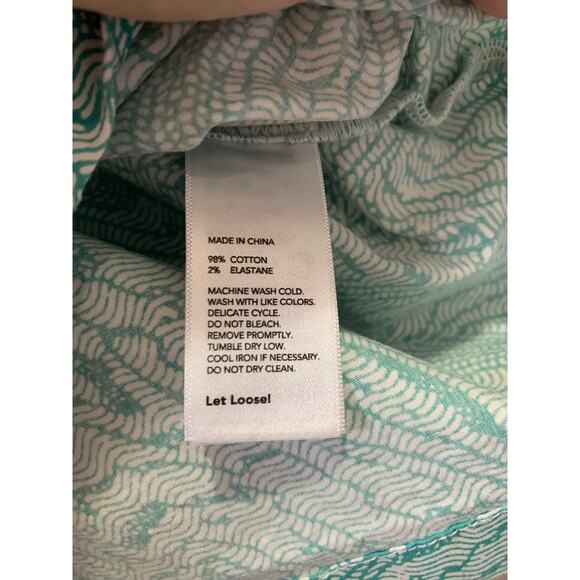 MADE IN CHINA
98% COTTON
2% ELASTANE
MACHINE WASH COLD.
WASH WITH LIKE COLORS.
DELICATE CYCLE.
DO NOT BLEACH.
REMOVE PROMPTLY.
TUMBLE DRY LOW.
COOL IRON IF NECESSARY.
DO NOT DRY CLEAN.
Let Loose!